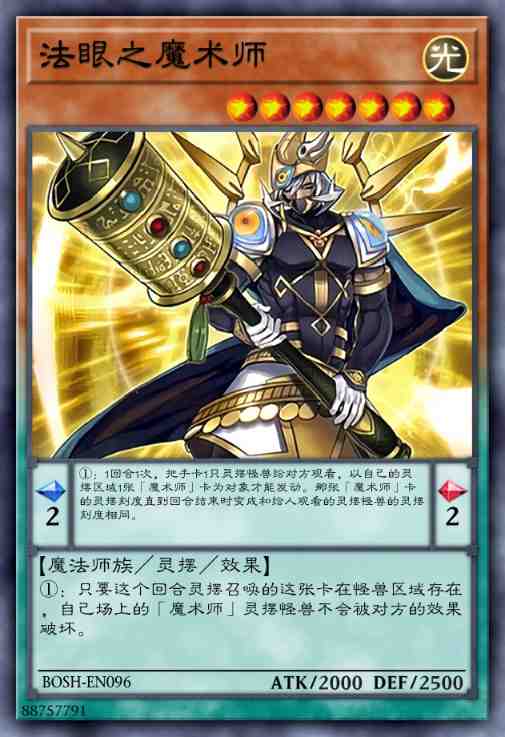 法眼之魔术师
光
①：1回合1次，把手卡1只灵摆怪兽给对方观看，以自己的灵
摆区域1张「魔术师」卡为对象才能发动。那张「魔术师」卡
的灵摆刻度直到回合结束时变成和给人观看的灵摆怪兽的灵摆
刻度相同。
2
2
【魔法师族／灵摆／效果】
①：只要这个回合灵摆召唤的这张卡在怪兽区域存在
，自己场上的「魔术师」灵摆怪兽不会被对方的效果
破坏。
BOSH-EN096
ATK/2000 DEF/2500
88757791